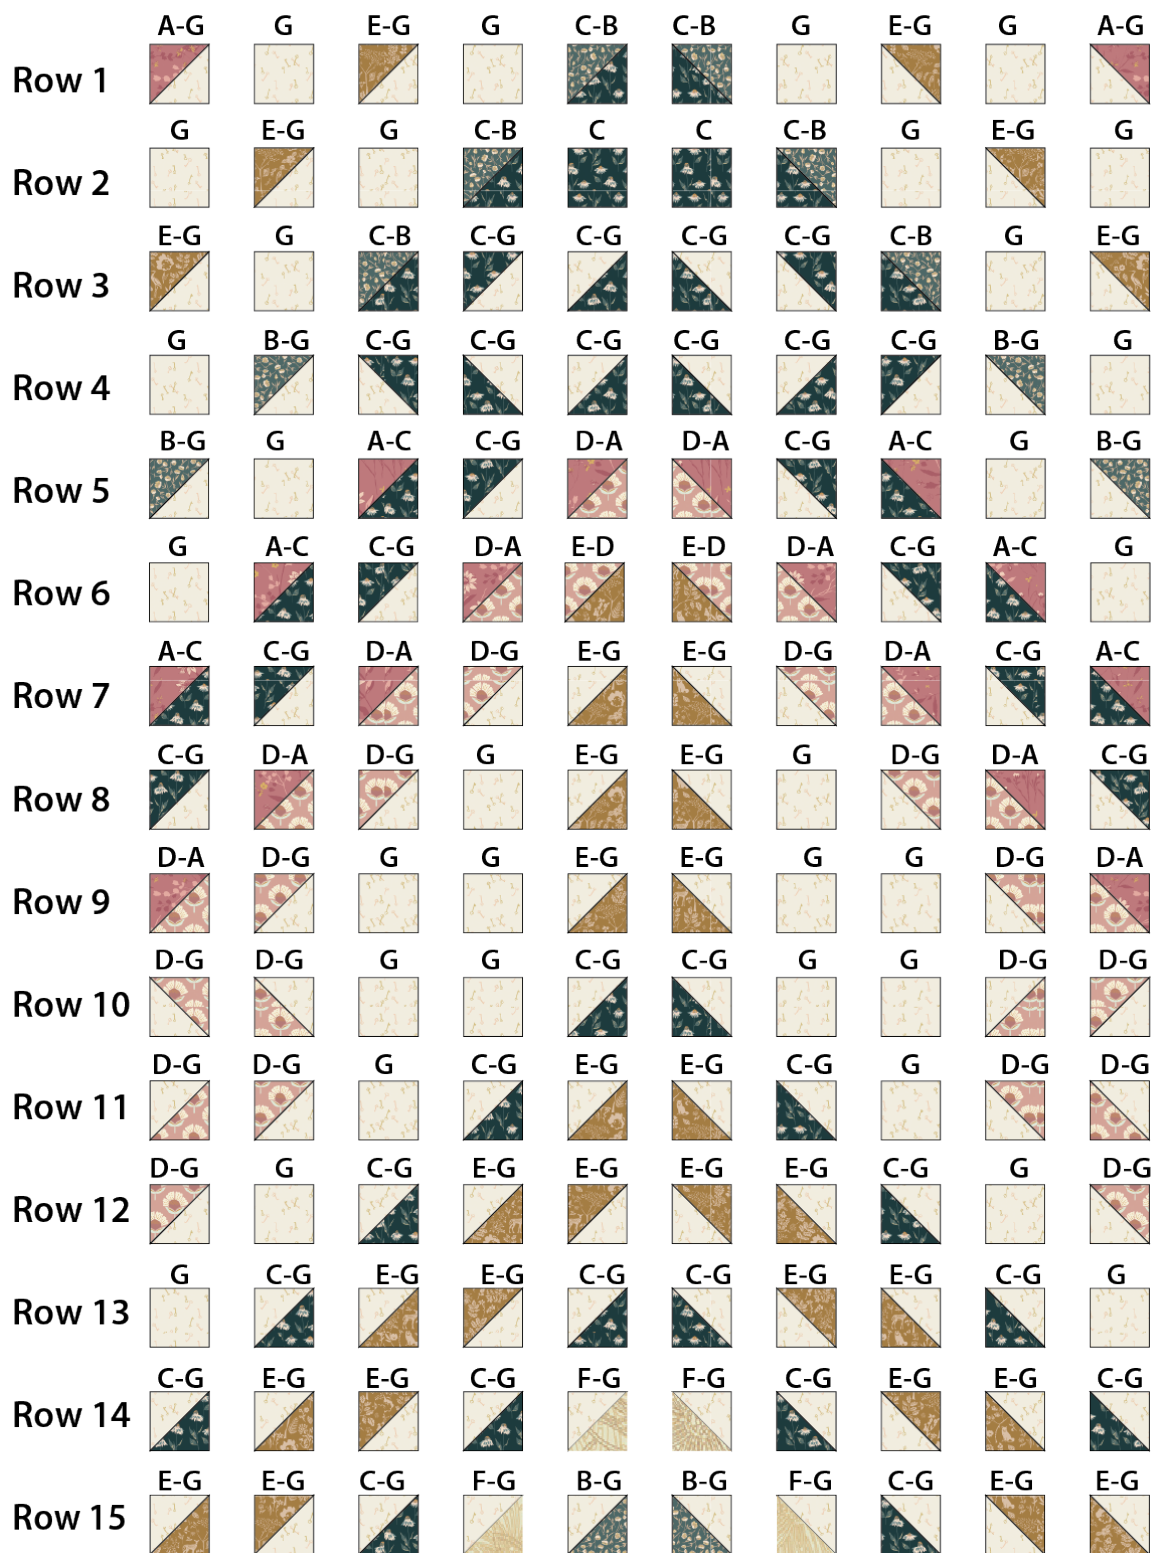 A-G G E-G G C-B C-B G E-G G A-G
Row 1
G E-G G C-B C C C-B G E-G G
Row 2
E-G G C-B C-G C-G C-G C-G C-B G E-G
Row 3
G B-G C-G C-G C-G C-G C-G C-G B-G G
Row 4
B-G G A-C C-G D-A D-A C-G A-C G B-G
Row 5
G A-C C-G D-A E-D E-D D-A C-G A-C G
Row 6
A-C C-G D-A D-G E-G E-G D-G D-A C-G A-C
Row 7
C-G D-A D-G G E-G E-G G D-G D-A C-G
Row 8
D-A D-G G G E-G E-G G G D-G D-A
Row 9
D-G D-G G G C-G C-G G G D-G D-G
Row 10
D-G D-G G C-G E-G E-G C-G G D-G D-G
Row 11
D-G G C-G E-G E-G E-G E-G C-G G D-G
Row 12
G C-G E-G E-G C-G C-G E-G E-G C-G G
Row 13
C-G E-G E-G C-G F-G F-G C-G E-G E-G C-G
Row 14
E-G E-G C-G F-G B-G B-G F-G C-G E-G E-G
Row 15